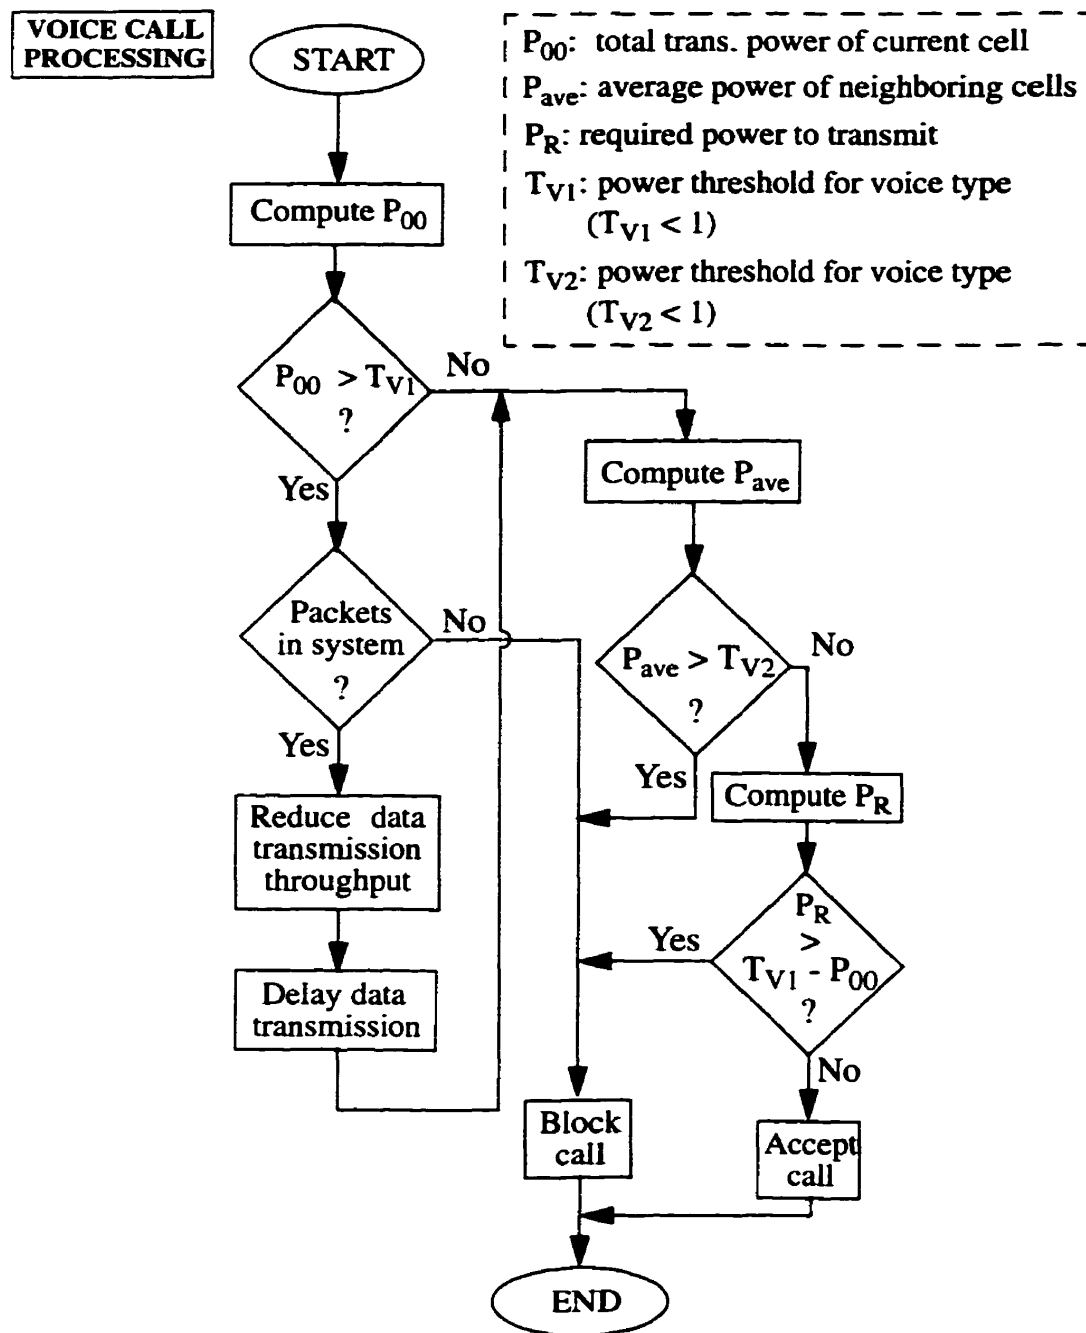 VOICE CALL
PROCESSING
START
P00: total trans. power of current cell
Pave: average power of neighboring cells
PR: required power to transmit
TV1: power threshold for voice type
(TV1 < 1)
TV2: power threshold for voice type
(TV2 < 1)
Compute P00
P00 > TV1
?
No
Yes
Compute Pave
Packets
in system
?
No
Yes
Pave > TV2
?
No
Yes
Compute PR
Reduce data
transmission
throughput
PR
>
TV1 - P00
?
Yes
No
Delay data
transmission
Block
call
Accept
call
END